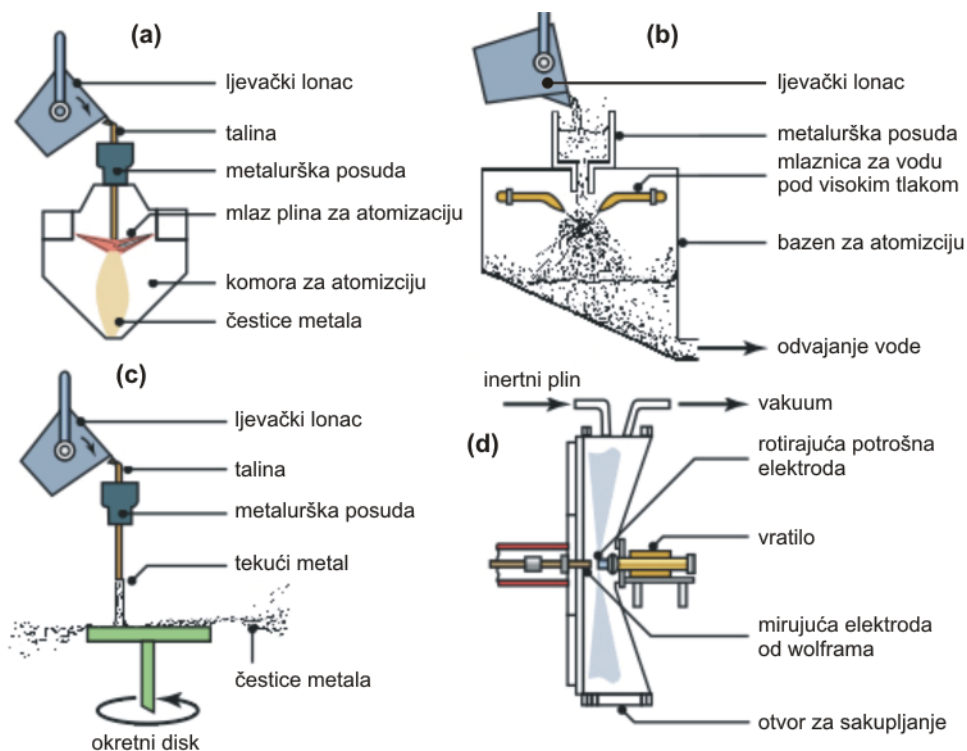 (a)
ljevački lonac
talina
metalurška posuda
mlaz plina za atomizaciju
komora za atomizciju
čestice metala
(b)
ljevački lonac
metalurška posuda
mlaznica za vodu
pod visokim tlakom
bazen za atomizciju
odvajanje vode
(c)
ljevački lonac
talina
metalurška posuda
tekući metal
čestice metala
okretni disk
(d)
inertni plin
vakuum
rotirajuća potrošna
elektroda
vratilo
mirujuća elektroda
od wolframa
otvor za sakupljanje